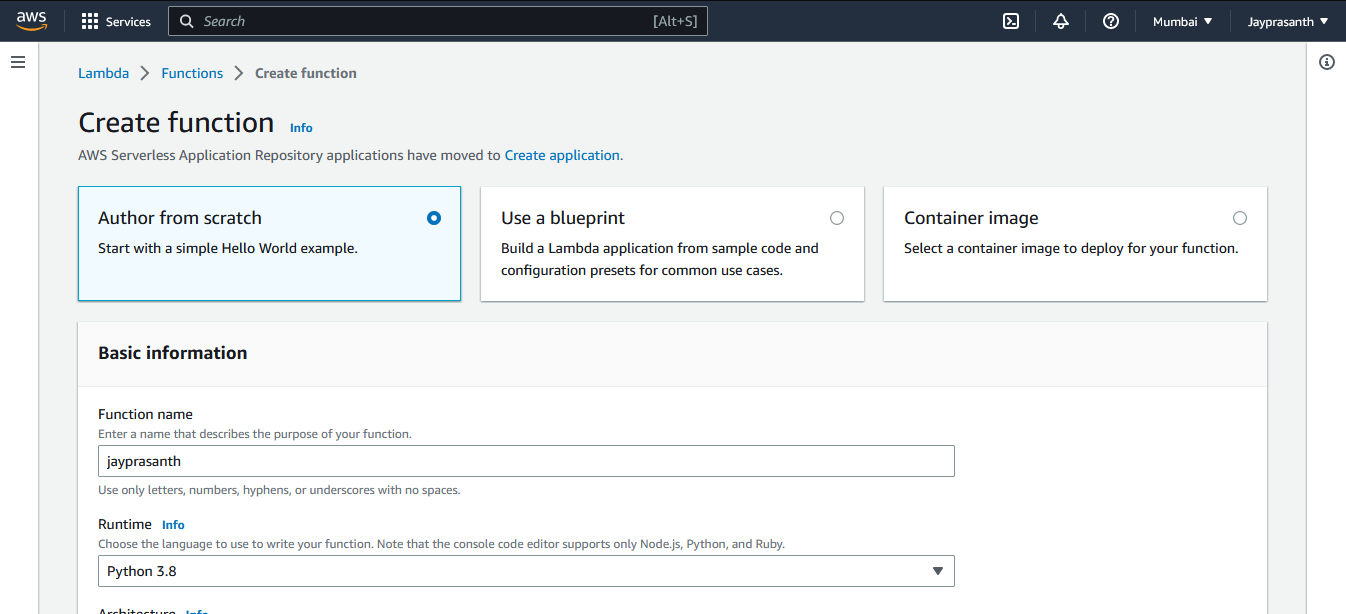 aws Services Search [Alt+S] Mumbai Jayprasanth
Lambda Functions Create function
Create function Info
AWS Serverless Application Repository applications have moved to Create application.
Author from scratch
Start with a simple Hello World example.
Use a blueprint
Build a Lambda application from sample code and
configuration presets for common use cases.
Container image
Select a container image to deploy for your function.
Basic information
Function name
Enter a name that describes the purpose of your function.
jayprasanth
Use only letters, numbers, hyphens, or underscores with no spaces.
Runtime Info
Choose the language to use to write your function. Note that the console code editor supports only Node.js, Python, and Ruby.
Python 3.8
Architecture Info